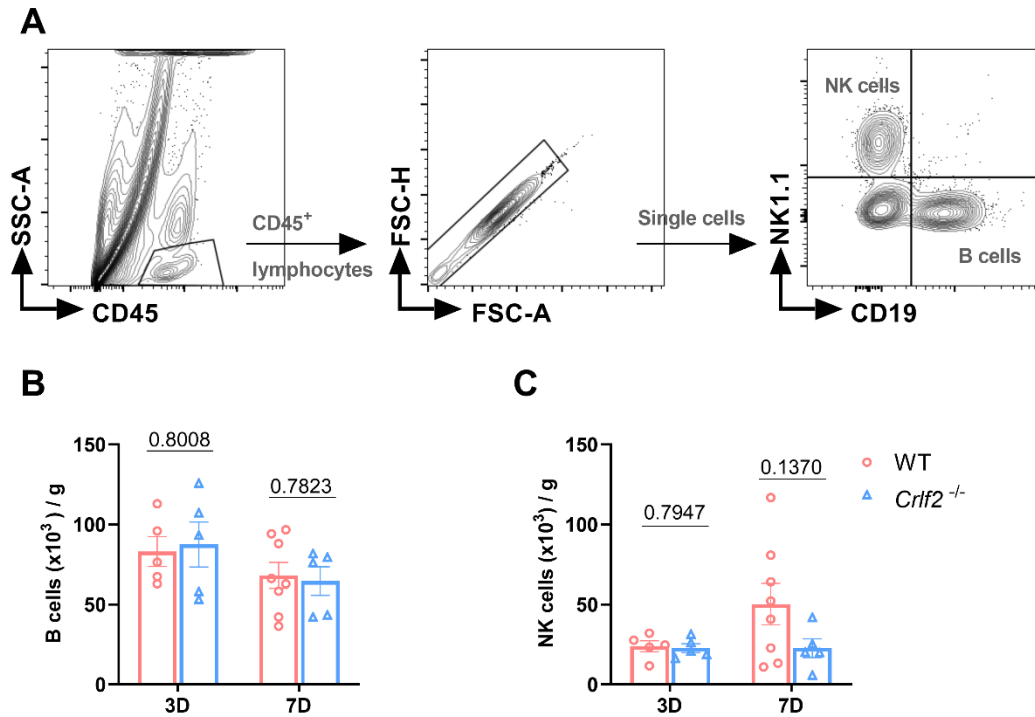 A
SSC-A
CD45
CD45+
lymphocytes
FSC-H
FSC-A
Single cells
NK1.1
NK cells
B cells
CD19
B
B cells (x10³) / g
150
100
50
0
0.8008
0.7823
3D
7D
C
NK cells (x10³) / g
150
100
50
0
0.7947
0.1370
3D
7D
WT
Crlf2 -/-